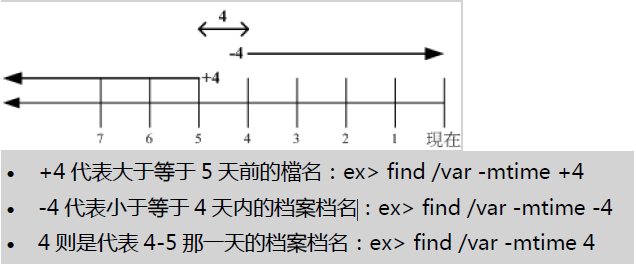 4
-4
+4
7 6 5 4 3 2 1 現在
• +4 代表大于等于 5 天前的檔名：ex> find /var -mtime +4
• -4 代表小于等于 4 天内的档案档名：ex> find /var -mtime -4
• 4 则是代表 4-5 那一天的档案档名：ex> find /var -mtime 4